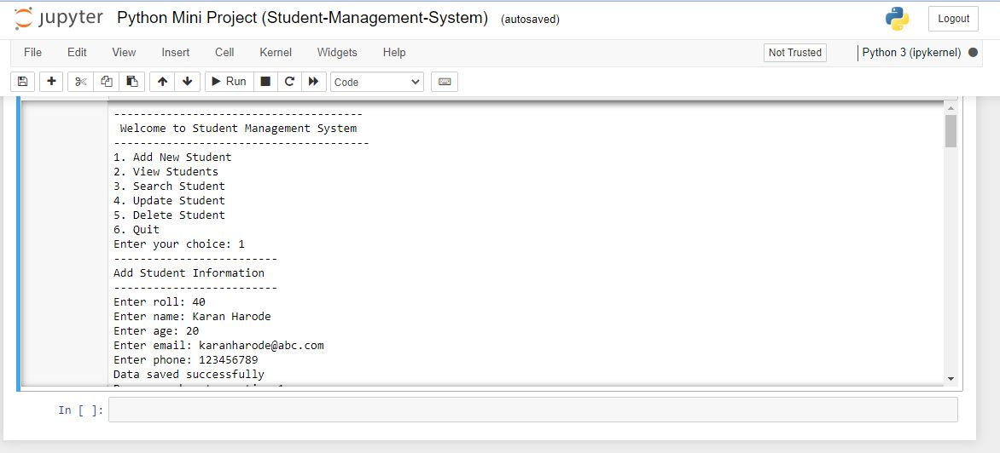 jupyter Python Mini Project (Student-Management-System) (autosaved) Logout
File Edit View Insert Cell Kernel Widgets Help Not Trusted Python 3 (ipykernel)
Run Code
---------------------------------------
Welcome to Student Management System
---------------------------------------
1. Add New Student
2. View Students
3. Search Student
4. Update Student
5. Delete Student
6. Quit
Enter your choice: 1
-------------------------
Add Student Information
-------------------------
Enter roll: 40
Enter name: Karan Harode
Enter age: 20
Enter email: karanharode@abc.com
Enter phone: 123456789
Data saved successfully
In [ ]: